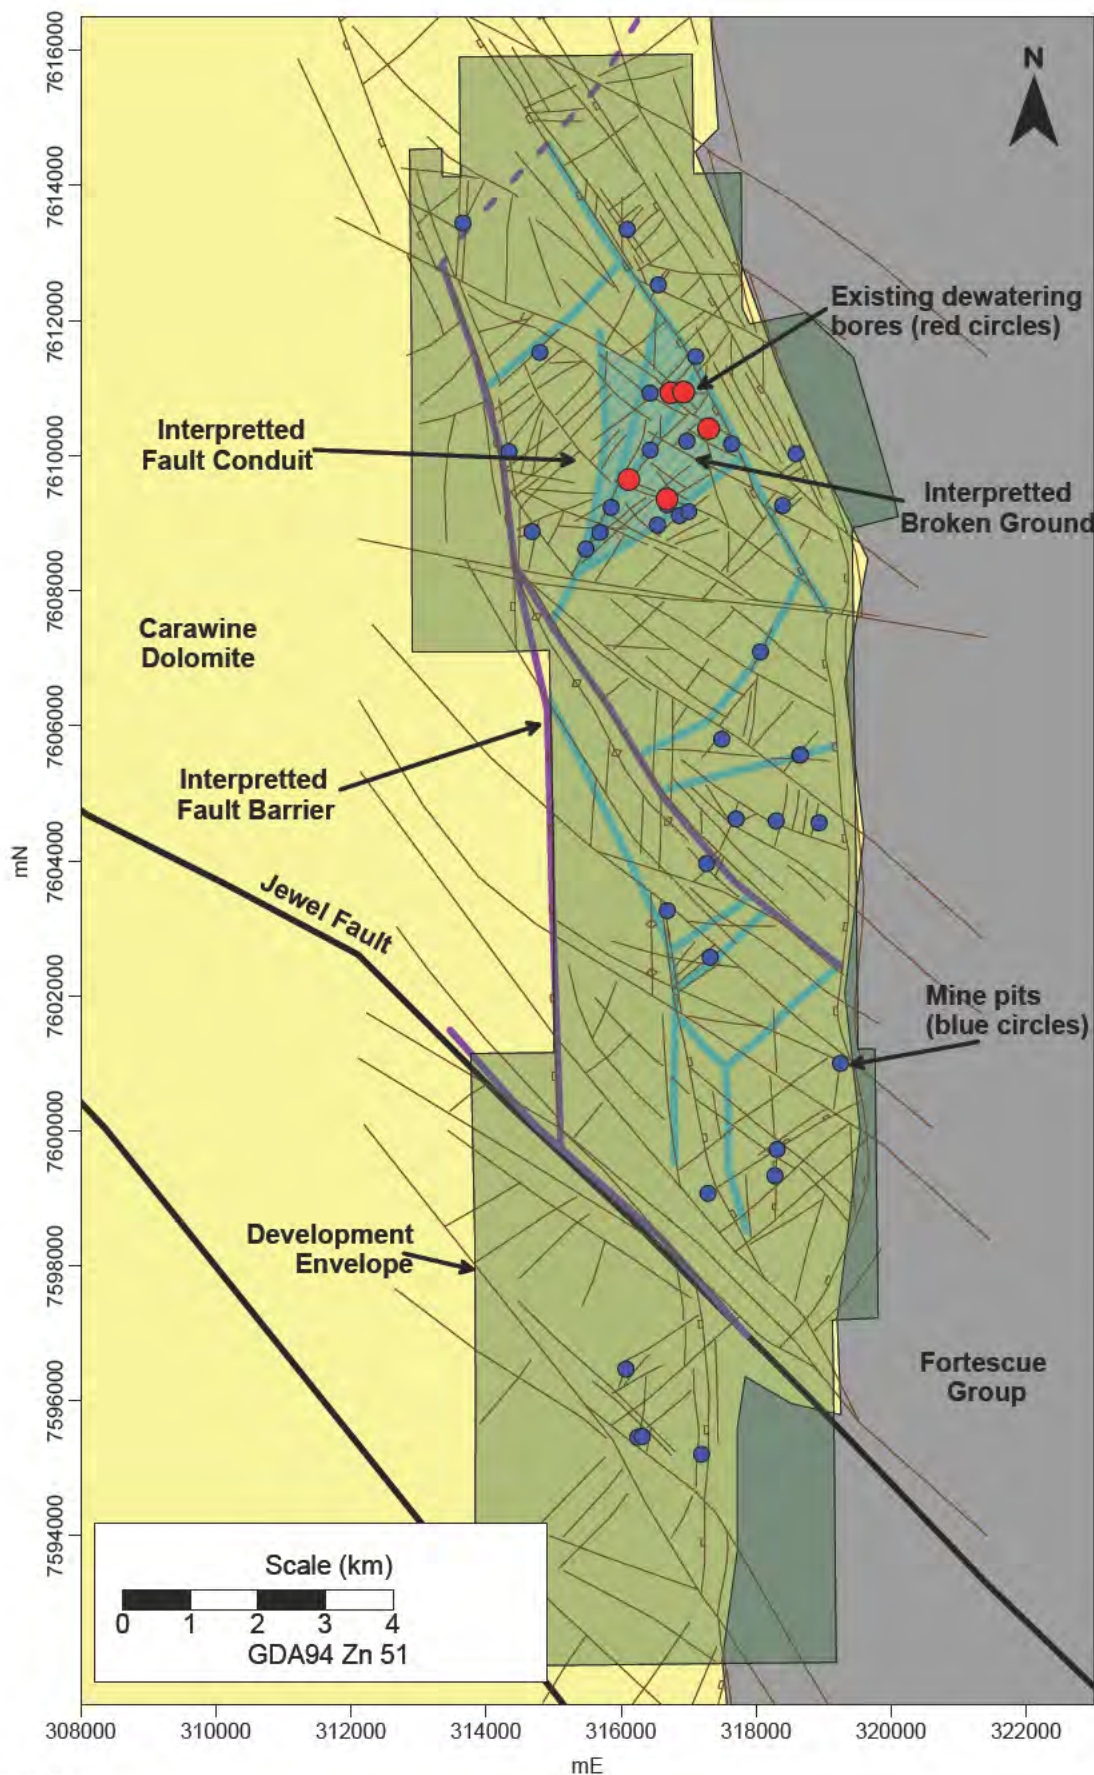 7616000
7614000
7612000
7610000
7608000
7606000
7604000
7602000
7600000
7598000
7596000
7594000
mN
N
Existing dewatering
bores (red circles)
Interpretted
Fault Conduit
Interpretted
Broken Ground
Carawine
Dolomite
Interpretted
Fault Barrier
Jewel Fault
Mine pits
(blue circles)
Development
Envelope
Fortescue
Group
Scale (km)
0 1 2 3 4
GDA94 Zn 51
308000 310000 312000 314000 316000 318000 320000 322000
mE